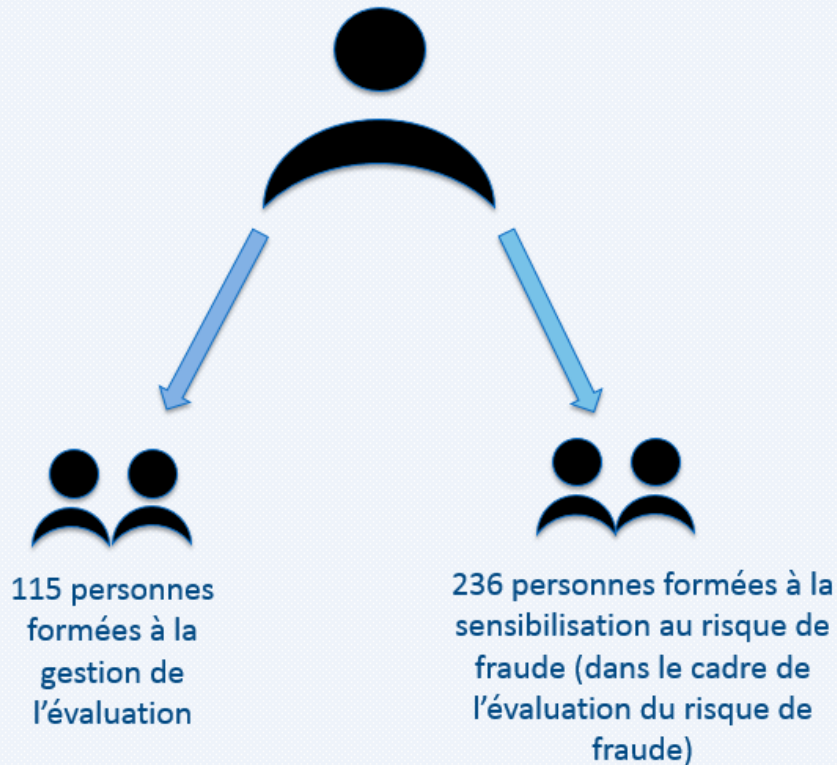 115 personnes
formées à la
gestion de
l’évaluation
236 personnes formées à la
sensibilisation au risque de
fraude (dans le cadre de
l’évaluation du risque de
fraude)